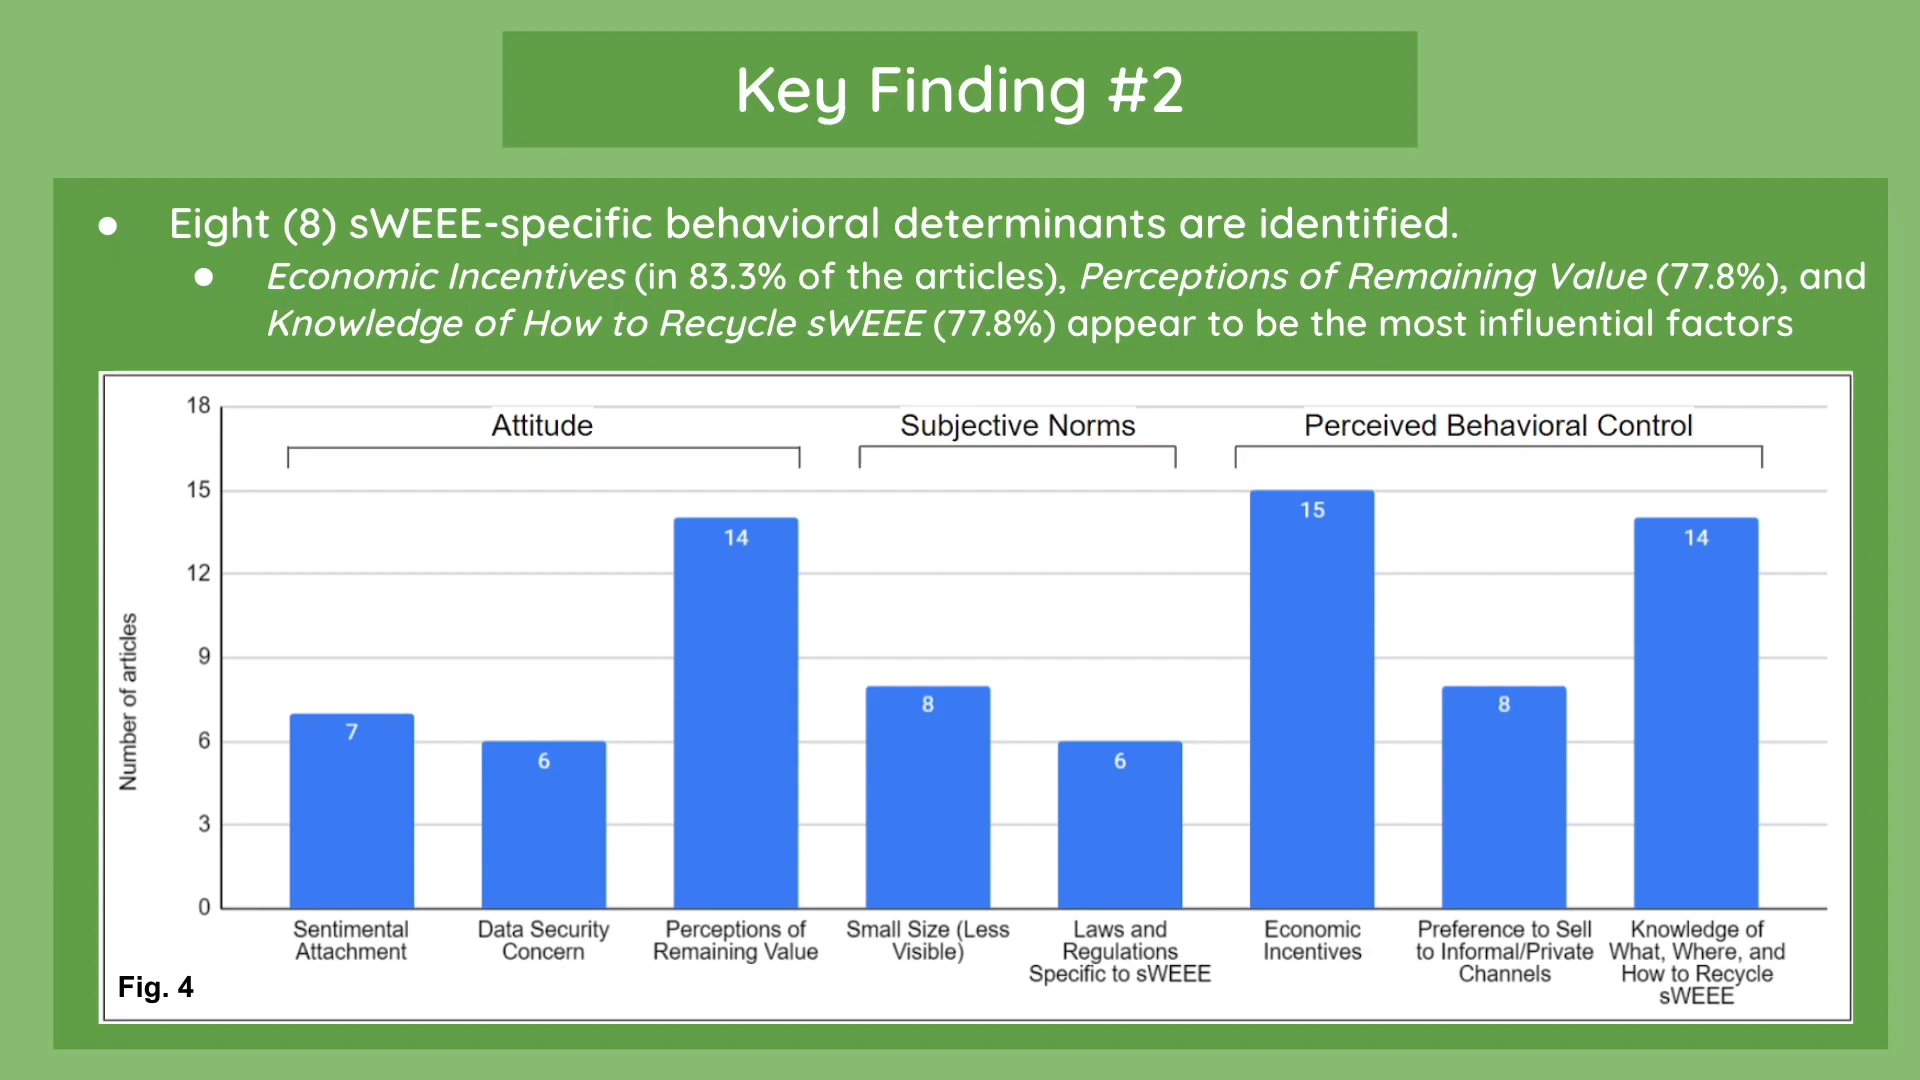 Key Finding #2
● Eight (8) sWEEE-specific behavioral determinants are identified.
● Economic Incentives (in 83.3% of the articles), Perceptions of Remaining Value (77.8%), and
Knowledge of How to Recycle sWEEE (77.8%) appear to be the most influential factors
18
15
12
9
6
3
0
Number of articles
Attitude
Subjective Norms
Perceived Behavioral Control
7
6
14
8
6
15
8
14
Sentimental
Attachment
Data Security
Concern
Perceptions of
Remaining Value
Small Size (Less
Visible)
Laws and
Regulations
Specific to sWEEE
Economic
Incentives
Preference to Sell
to Informal/Private
Channels
Knowledge of
What, Where, and
How to Recycle
sWEEE
Fig. 4